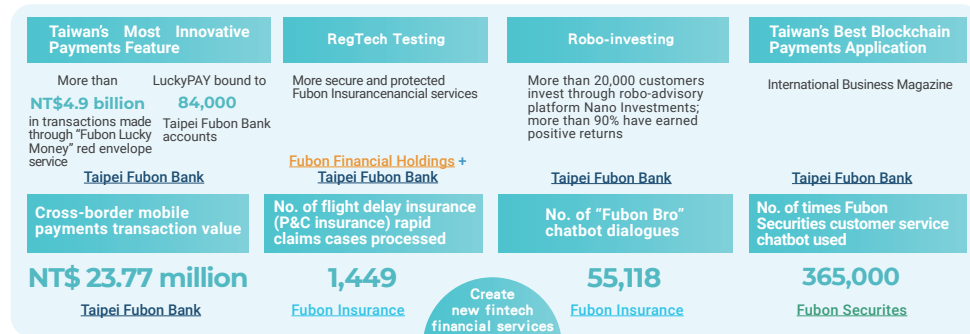 Taiwan's Most Innovative
Payments Feature
More than
NT$4.9 billion
in transactions made
through "Fubon Lucky
Money" red envelope
service
LuckyPAY bound to
84,000
Taipei Fubon Bank
accounts
Taipei Fubon Bank
RegTech Testing
More secure and protected
Fubon Insurancenancial services
Fubon Financial Holdings +
Taipei Fubon Bank
Robo-investing
More than 20,000 customers
invest through robo-advisory
platform Nano Investments;
more than 90% have earned
positive returns
Taipei Fubon Bank
Taiwan's Best Blockchain
Payments Application
International Business Magazine
Taipei Fubon Bank
Cross-border mobile
payments transaction value
NT$ 23.77 million
Taipei Fubon Bank
No. of flight delay insurance
(P&C insurance) rapid
claims cases processed
1,449
Fubon Insurance
No. of "Fubon Bro"
chatbot dialogues
55,118
Fubon Insurance
No. of times Fubon
Securities customer service
chatbot used
365,000
Fubon Securites
Create
new fintech
financial services